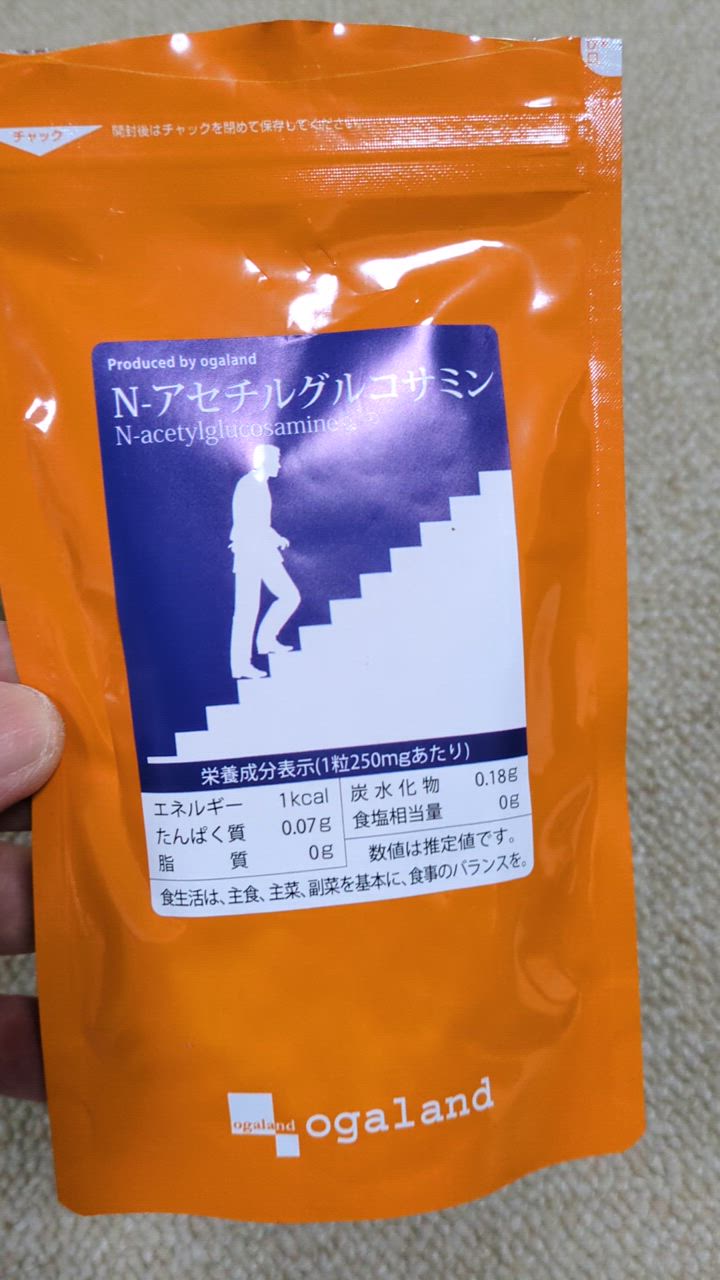 チャック
開封後はチャックを閉めて保存してください。
Produced by ogaland
N-アセチルグルコサミン
N-acetylglucosamine
栄養成分表示(1粒250mgあたり)
エネルギー 1kcal
たんぱく質 0.07g
脂質 0g
炭水化物 0.18g
食塩相当量 0g
数値は推定値です。
食生活は、主食、主菜、副菜を基本に、食事のバランスを。
ogaland
ogaland